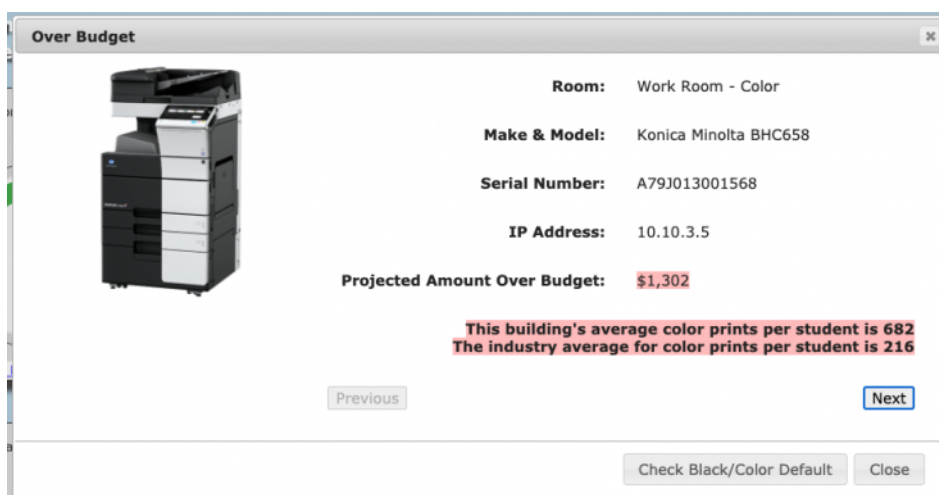 Over Budget
Room: Work Room - Color
Make & Model: Konica Minolta BHC658
Serial Number: A79J013001568
IP Address: 10.10.3.5
Projected Amount Over Budget: $1,302
This building's average color prints per student is 682
The industry average for color prints per student is 216
Previous
Next
Check Black/Color Default
Close